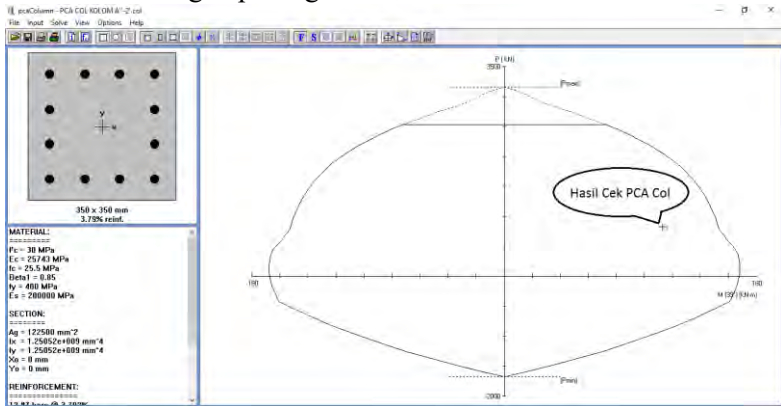 pcaColumn - PCA COL KOLOM A''-2'.col
File Input Solve View Options Help
P (kN)
3500
(Pmax)
y
x
350 x 350 mm
3.79% reinf.
Hasil Cek PCA Col
MATERIAL:
f'c = 30 MPa
Ec = 25743 MPa
fc = 25.5 MPa
Beta1 = 0.85
fy = 400 MPa
Es = 200000 MPa
SECTION:
Ag = 122500 mm^2
Ix = 1.25052e+009 mm^4
Iy = 1.25052e+009 mm^4
Xo = 0 mm
Yo = 0 mm
REINFORCEMENT:
-180
180
(kN-m)
(Pmin)
-2000